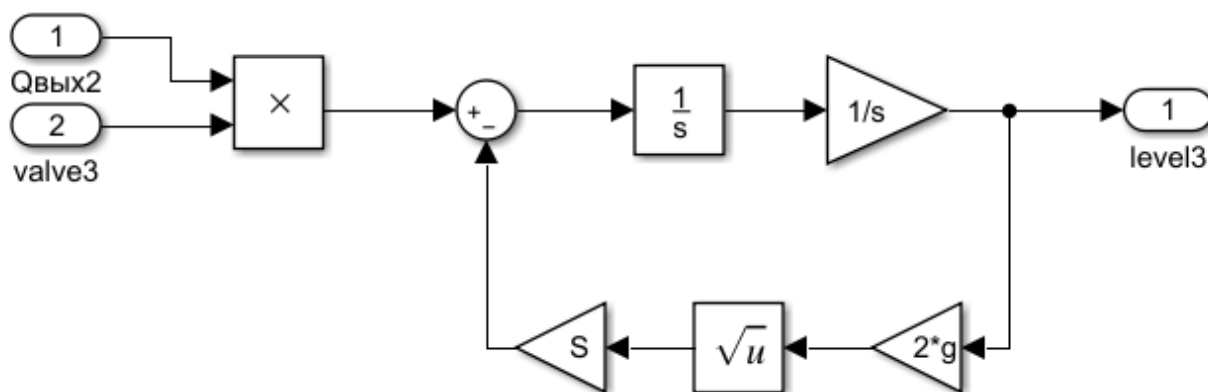 1
Qвых2
2
valve3
×
+
−
1
s
1/s
1
level3
S
√u
2*g